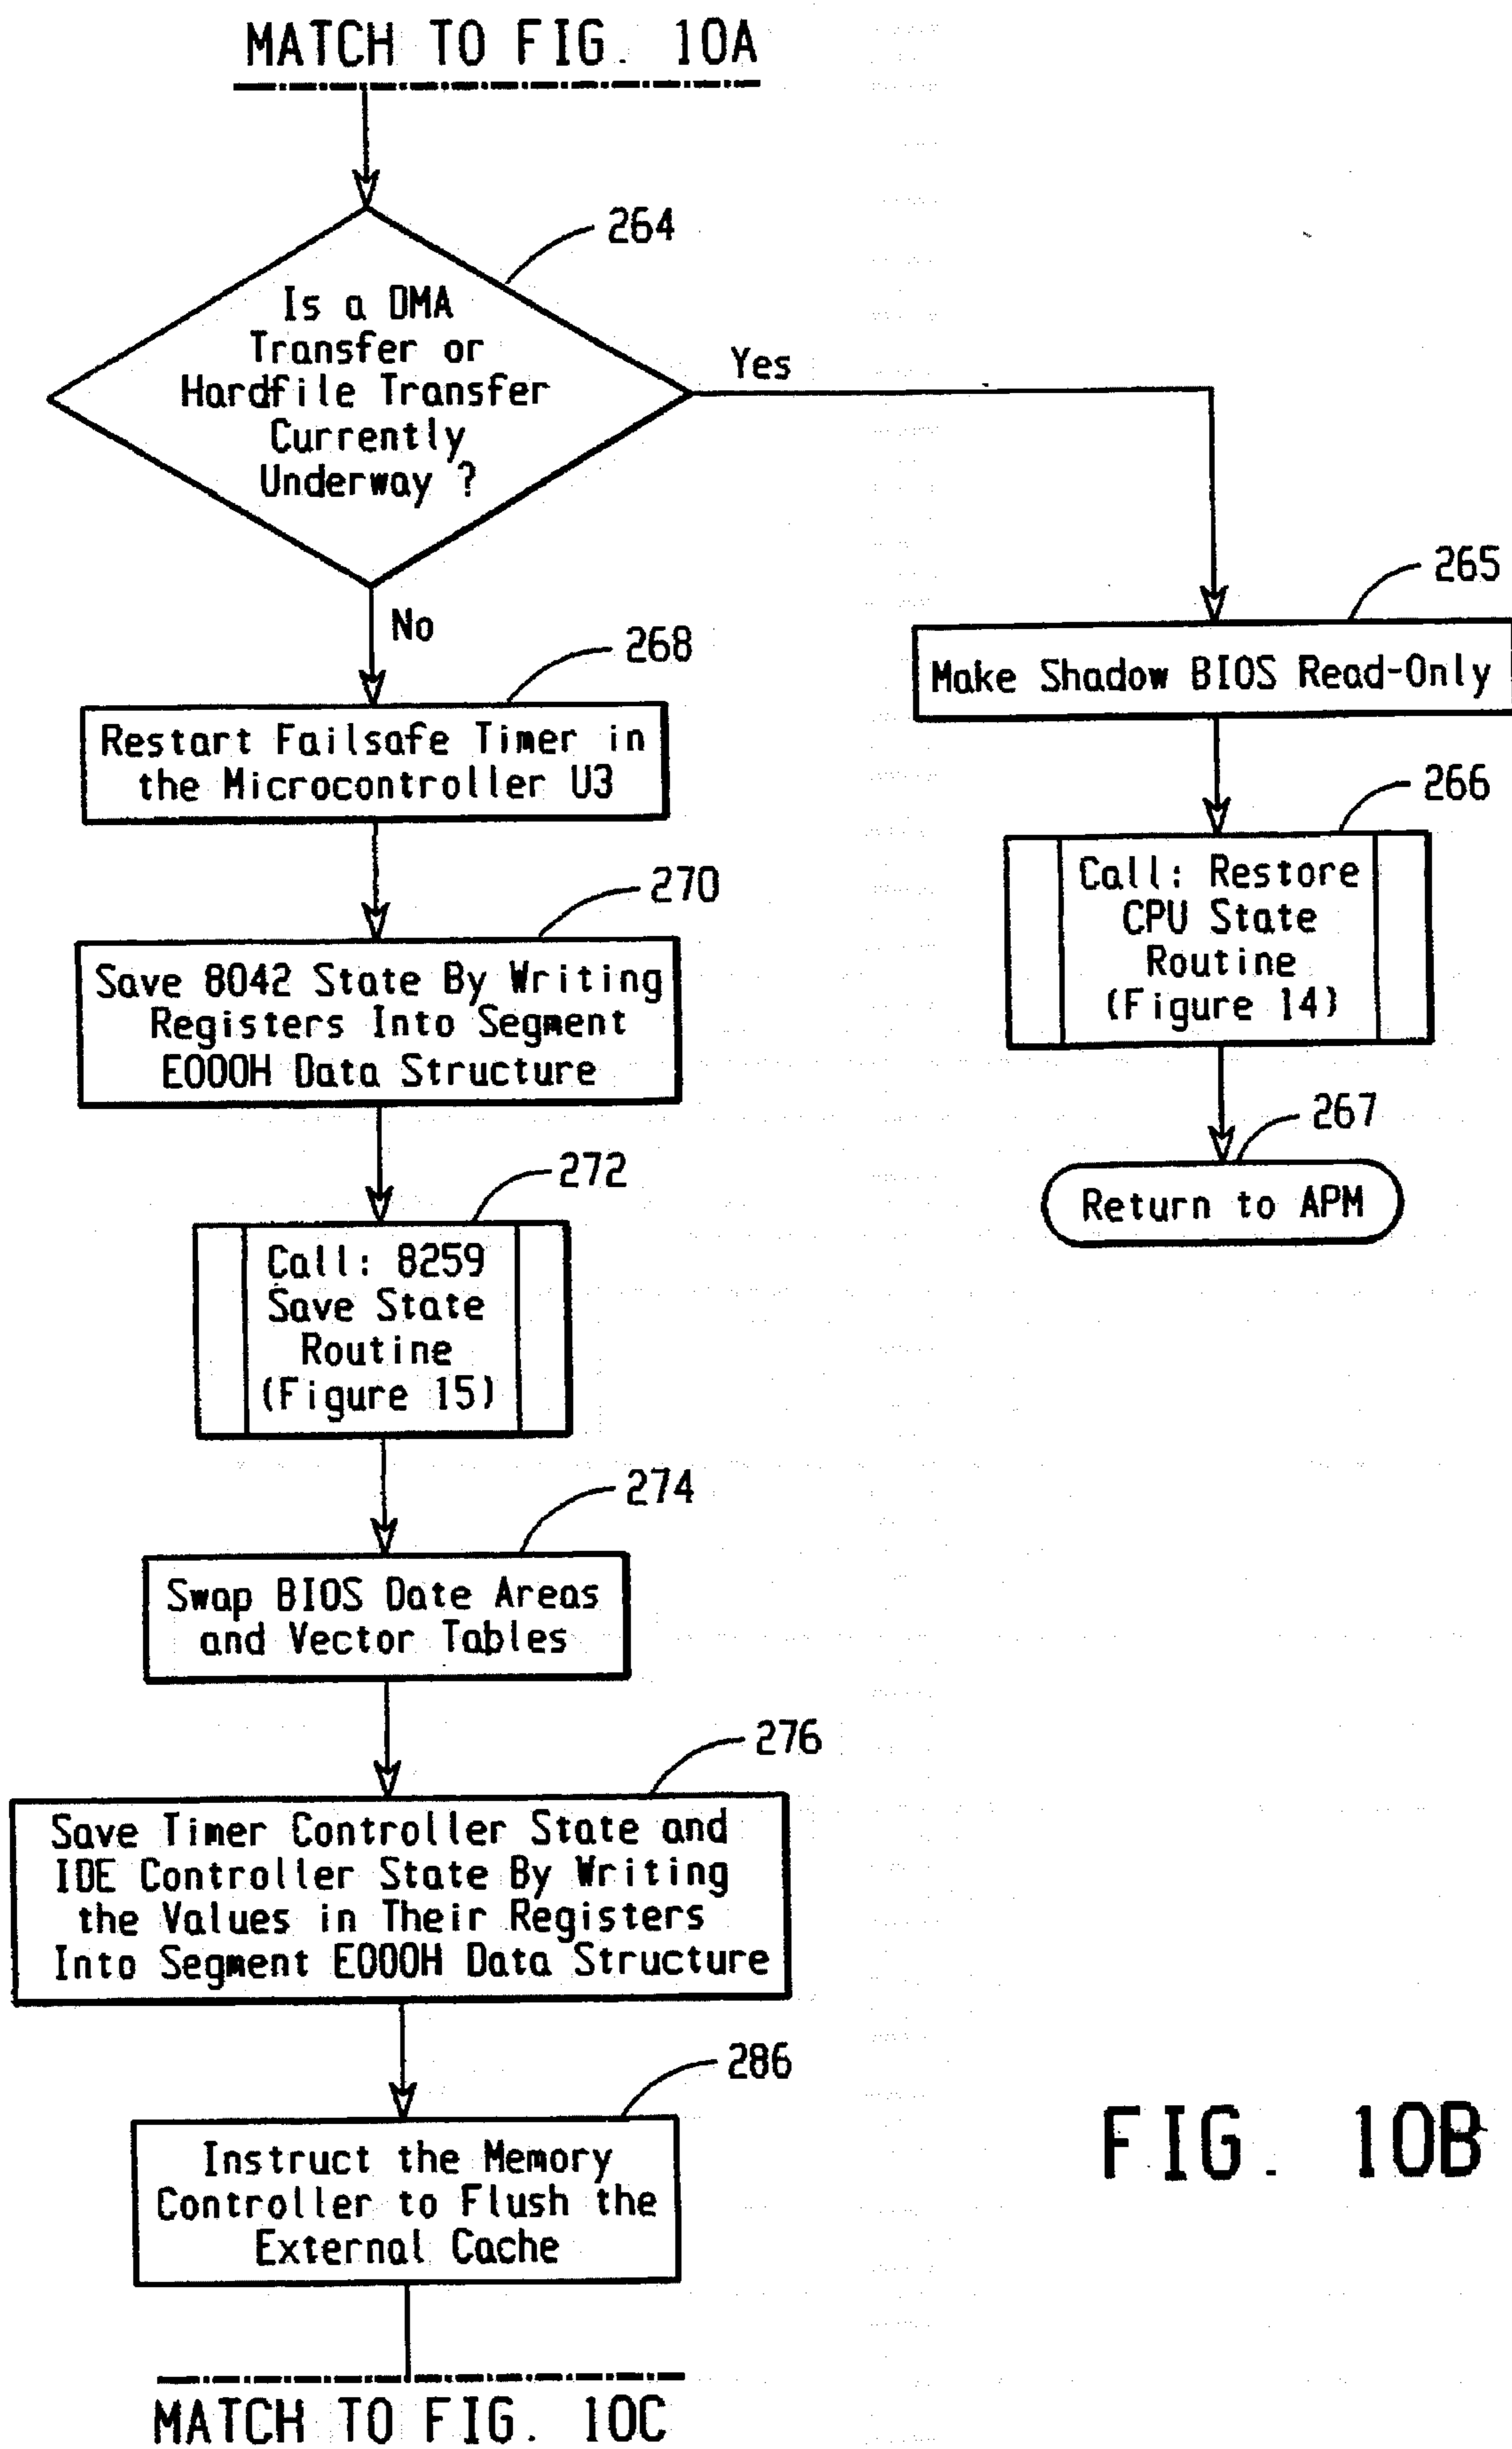 MATCH TO FIG. 10A
264
Is a DMA
Transfer or
Hardfile Transfer
Currently
Underway ?
Yes
No
265
Make Shadow BIOS Read-Only
266
Call: Restore
CPU State
Routine
(Figure 14)
267
Return to APM
268
Restart Failsafe Timer in
the Microcontroller U3
270
Save 8042 State By Writing
Registers Into Segment
E000H Data Structure
272
Call: 8259
Save State
Routine
(Figure 15)
274
Swap BIOS Date Areas
and Vector Tables
276
Save Timer Controller State and
IDE Controller State By Writing
the Values in Their Registers
Into Segment E000H Data Structure
286
Instruct the Memory
Controller to Flush the
External Cache
MATCH TO FIG. 10C
FIG. 10B